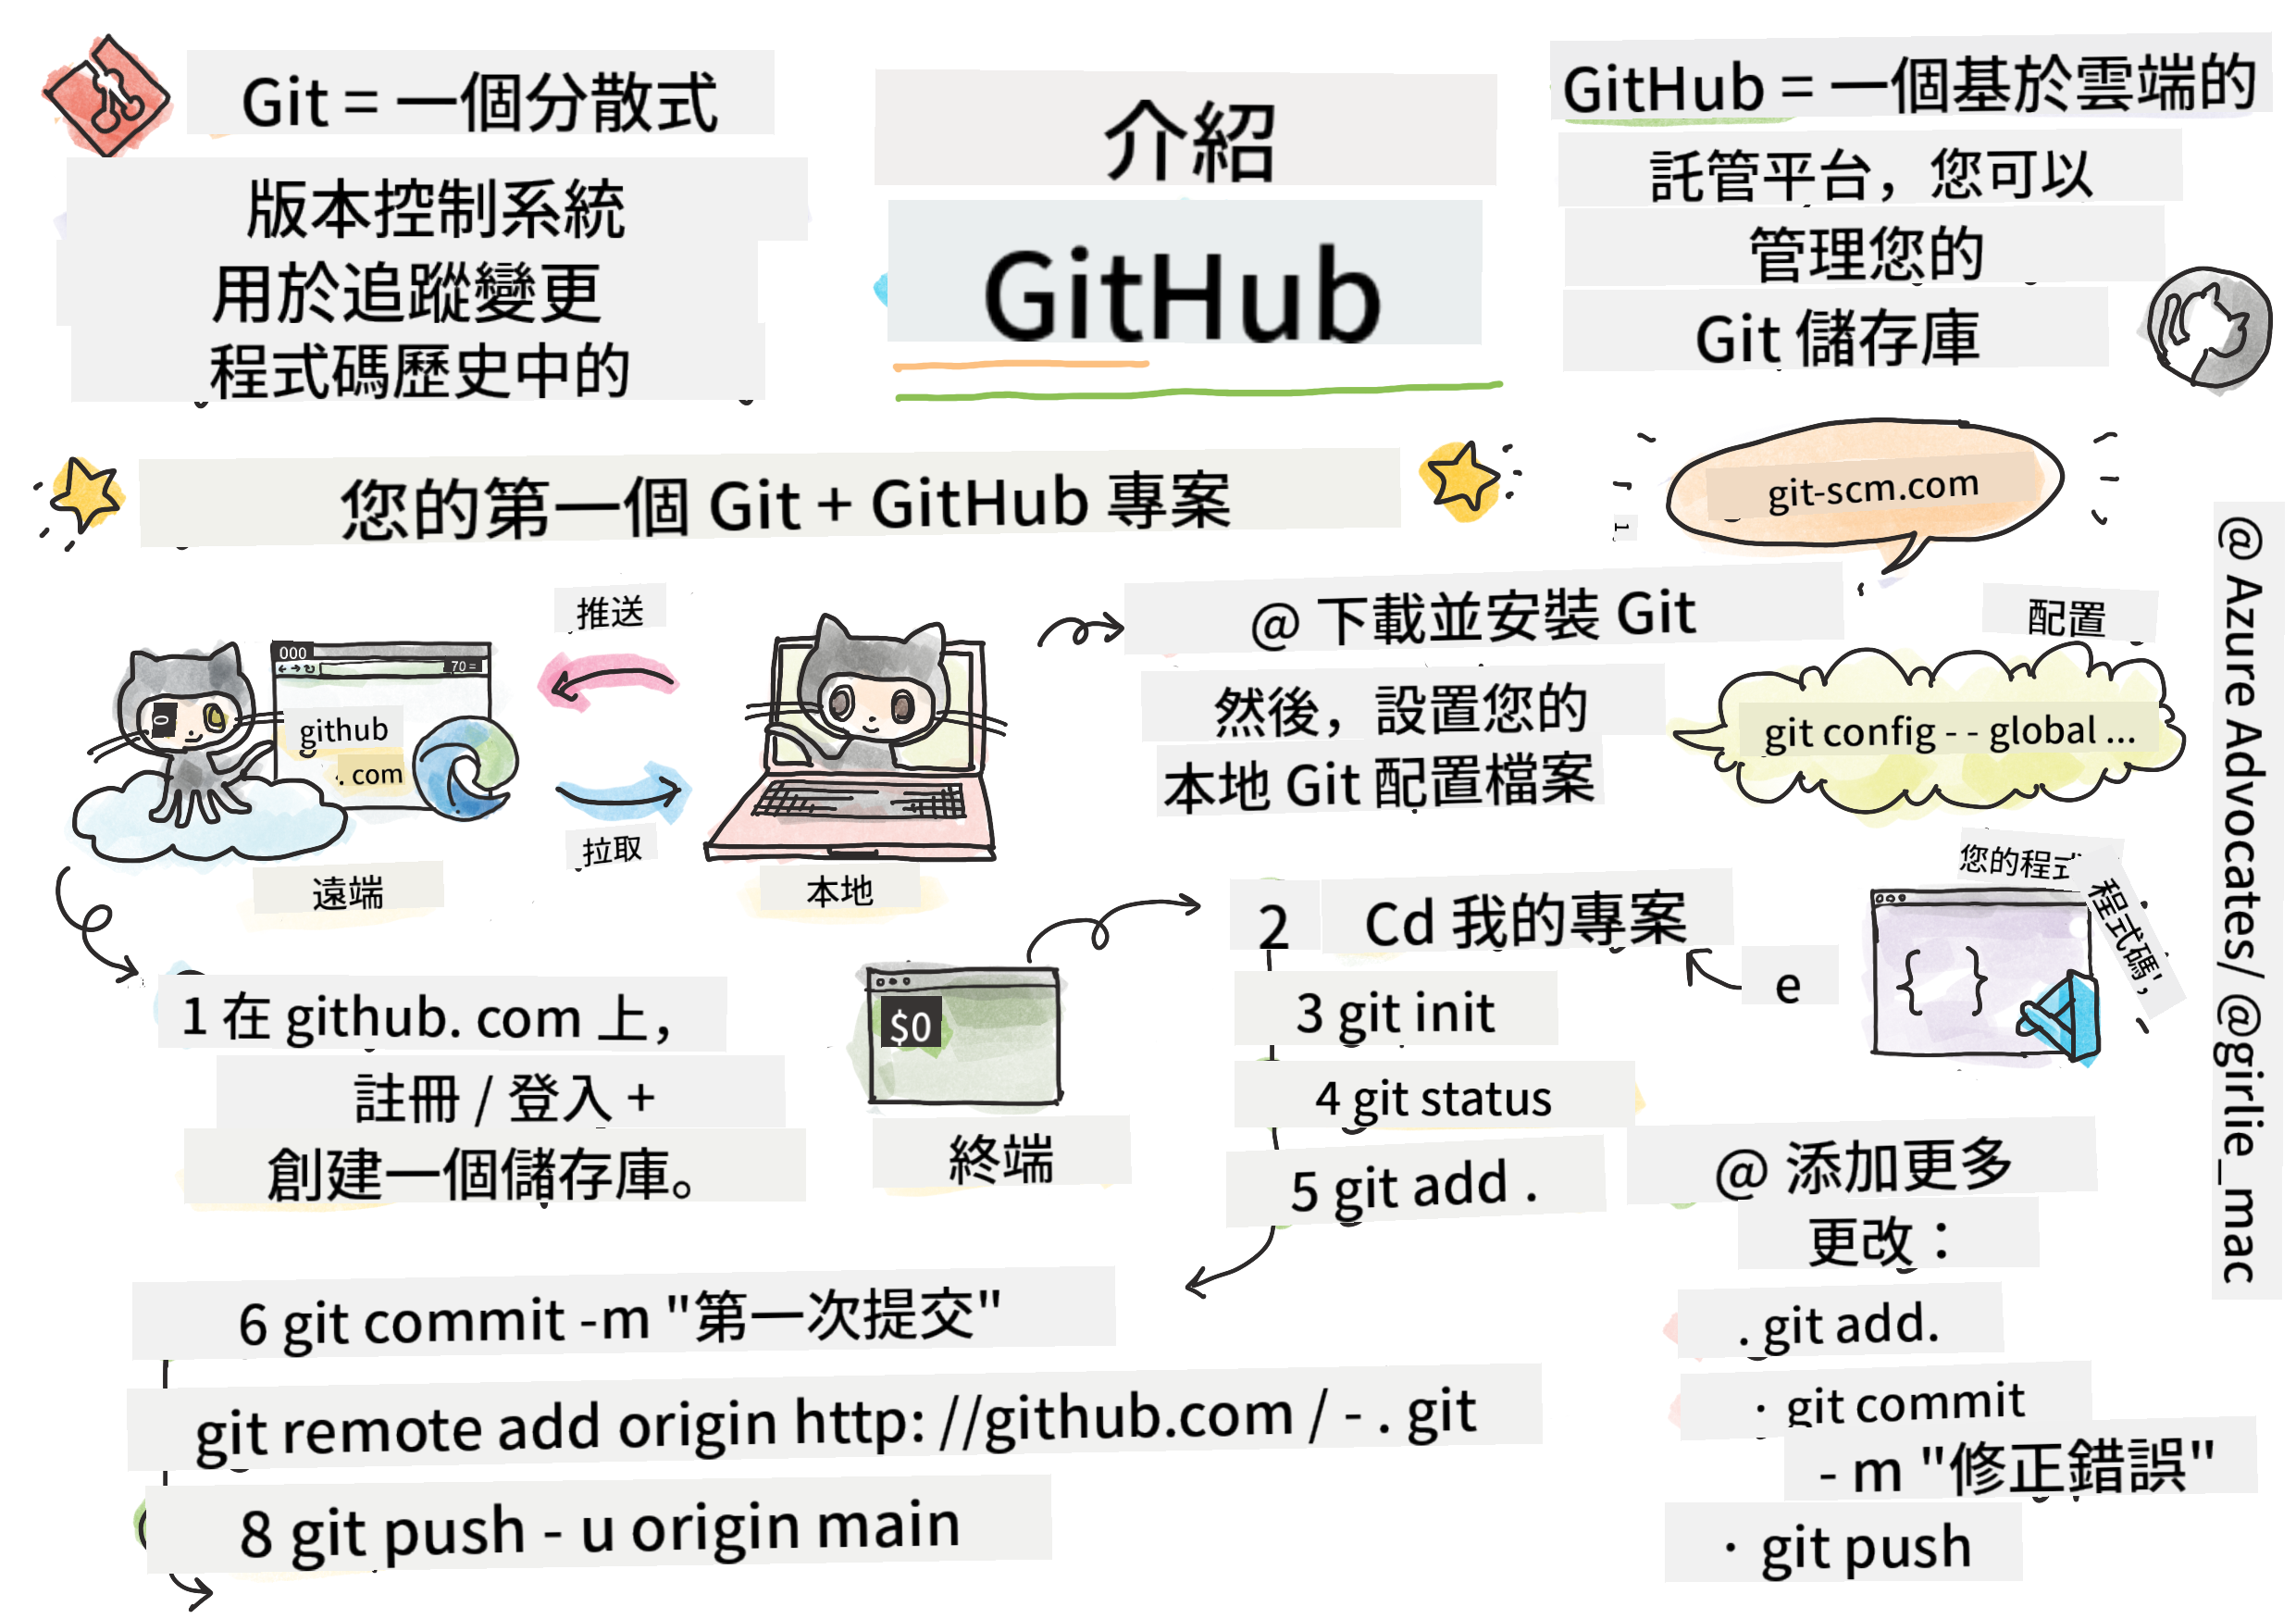 Git = 一個分散式
版本控制系統
用於追蹤變更
程式碼歷史中的
介紹
GitHub
GitHub = 一個基於雲端的
託管平台，您可以
管理您的
Git 儲存庫
您的第一個 Git + GitHub 專案
git-scm.com
1
@ Azure Advocates/ @girlie_mac
推送
000
70 =
0
github
. com
拉取
遠端
本地
@ 下載並安裝 Git
然後，設置您的
本地 Git 配置檔案
配置
git config - - global ...
1 在 github. com 上，
註冊 / 登入 +
創建一個儲存庫。
$0
終端
2 Cd 我的專案
3 git init
4 git status
5 git add .
e
您的程式
程式碼;
6 git commit -m "第一次提交"
git remote add origin http: //github.com / - . git
8 git push - u origin main
@ 添加更多
更改：
. git add.
· git commit
- m "修正錯誤"
· git push